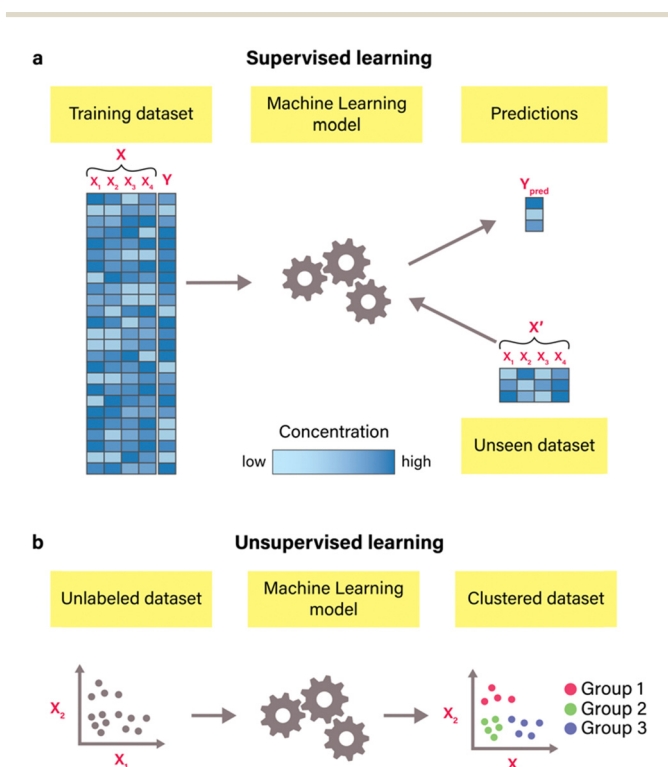 a
Supervised learning
Training dataset
Machine Learning
model
Predictions
X
X₁ X₂ X₃ X₄ Y
Y pred
X′
X₁ X₂ X₃ X₄
Unseen dataset
Concentration
low
high
b
Unsupervised learning
Unlabeled dataset
Machine Learning
model
Clustered dataset
X₂
X₁
X₂
X
Group 1
Group 2
Group 3